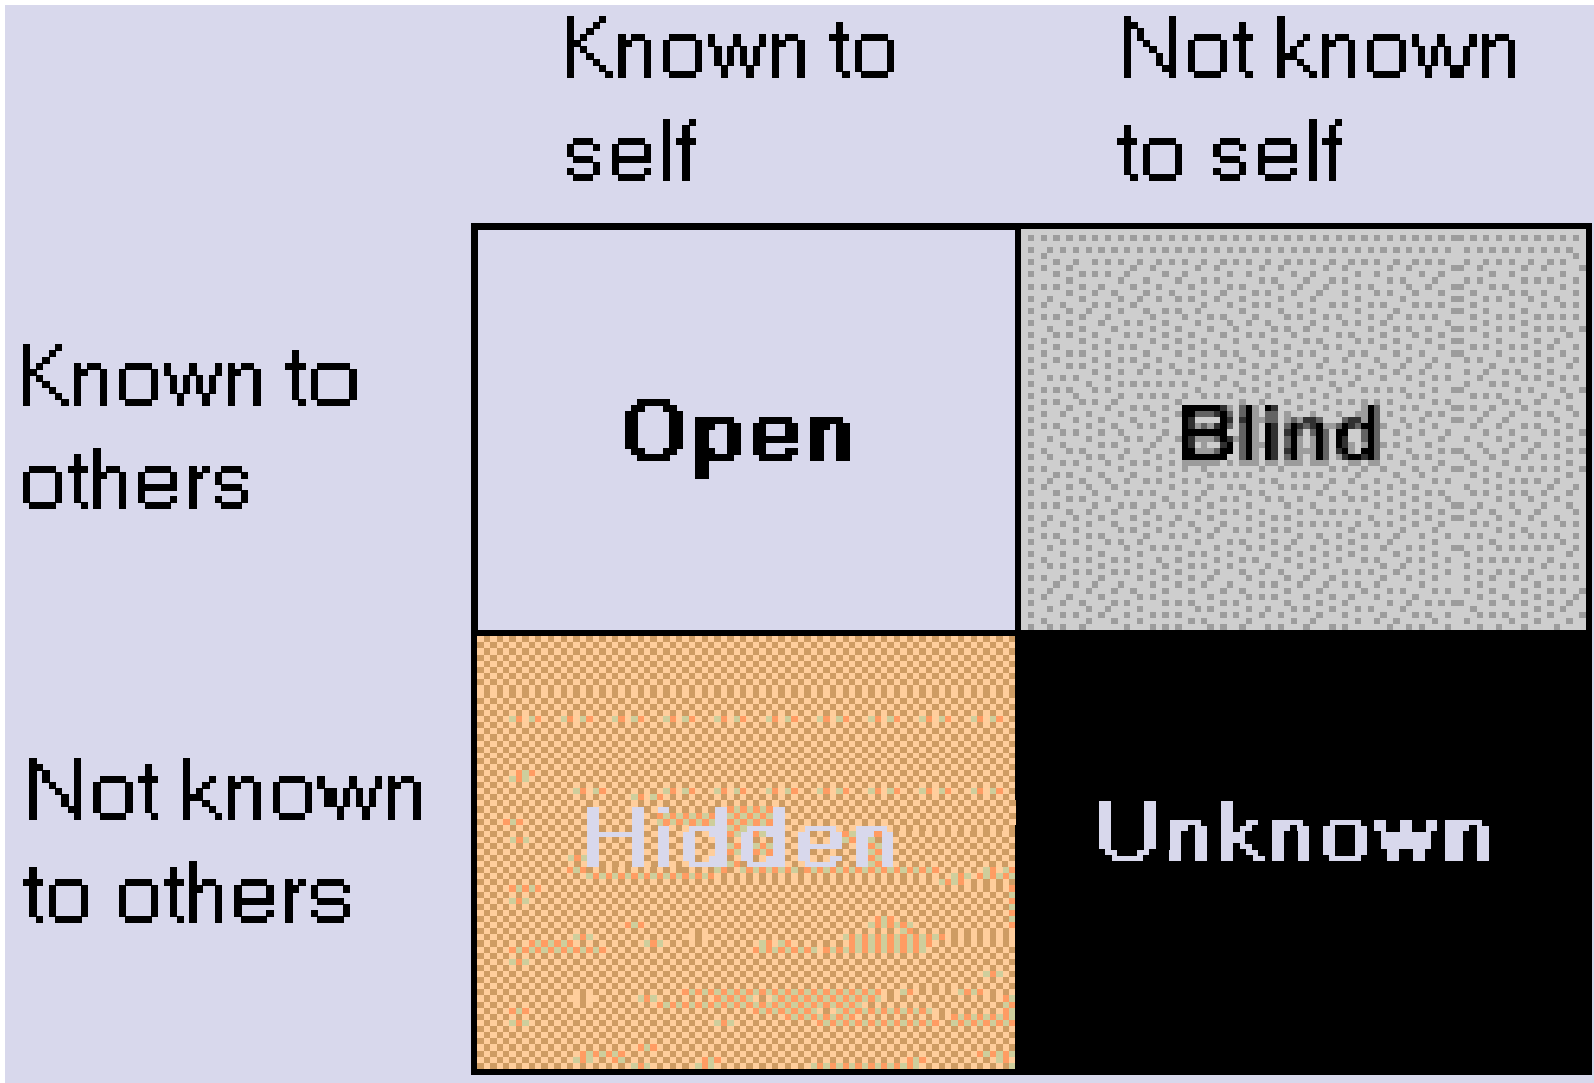 Known to
self
Not known
to self
Known to
others
Open
Blind
Not known
to others
Hidden
Unknown